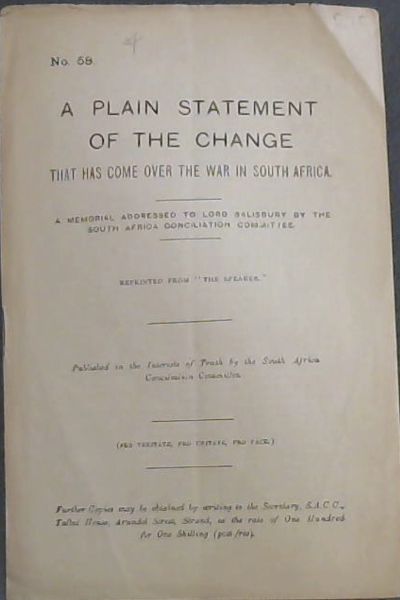 No. 58.
A PLAIN STATEMENT
OF THE CHANGE
THAT HAS COME OVER THE WAR IN SOUTH AFRICA.
A MEMORIAL ADDRESSED TO LORD SALISBURY BY THE
SOUTH AFRICA CONCILIATION COMMITTEE.
REPRINTED FROM "THE SPEAKER."
Published in the Interests of Truth by the South Africa
Conciliation Committee.
(PRO VERITATE, PRO UNITATE, PRO PACE.)
Further Copies may be obtained by writing to the Secretary, S.A.C.C.,
Talbot House, Arundel Street, Strand, at the rate of One Hundred
for One Shilling (post free).